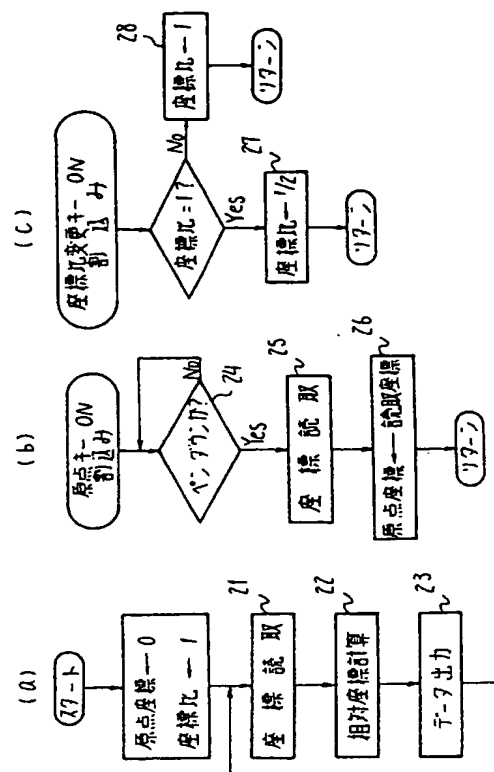 (a)
スタート
原点座標←0
座標比←1
21
座標読取
22
相対座標計算
23
データ出力
(b)
原点キーON
割込み
ペンダウンか?
No
24
Yes
25
座標読取
26
原点座標←読取座標
リターン
(c)
座標比変更キーON
割込み
座標比=1?
No
28
座標比←1
リターン
Yes
27
座標比←1/2
リターン